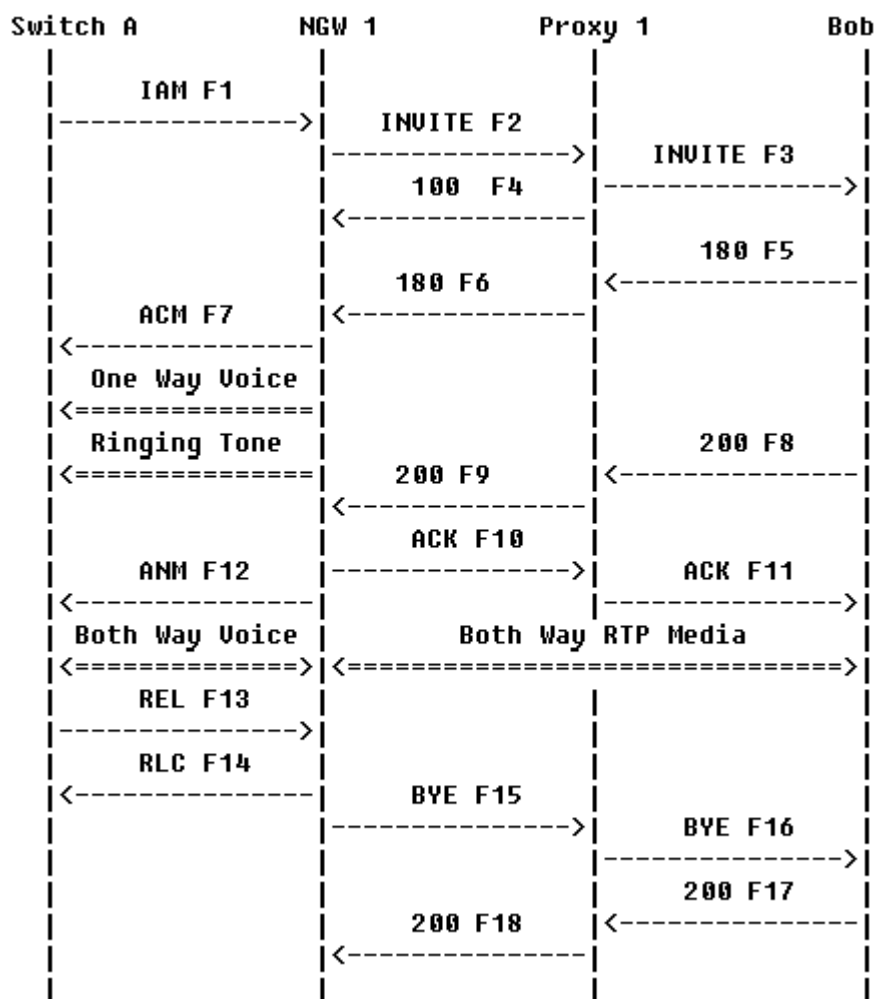 Switch A NGW 1 Proxy 1 Bob
IAM F1
INVITE F2
INVITE F3
100 F4
180 F5
180 F6
ACM F7
One Way Voice
Ringing Tone 200 F8
200 F9
ACK F10
ANM F12 ACK F11
Both Way Voice Both Way RTP Media
REL F13
RLC F14
BYE F15
BYE F16
200 F17
200 F18